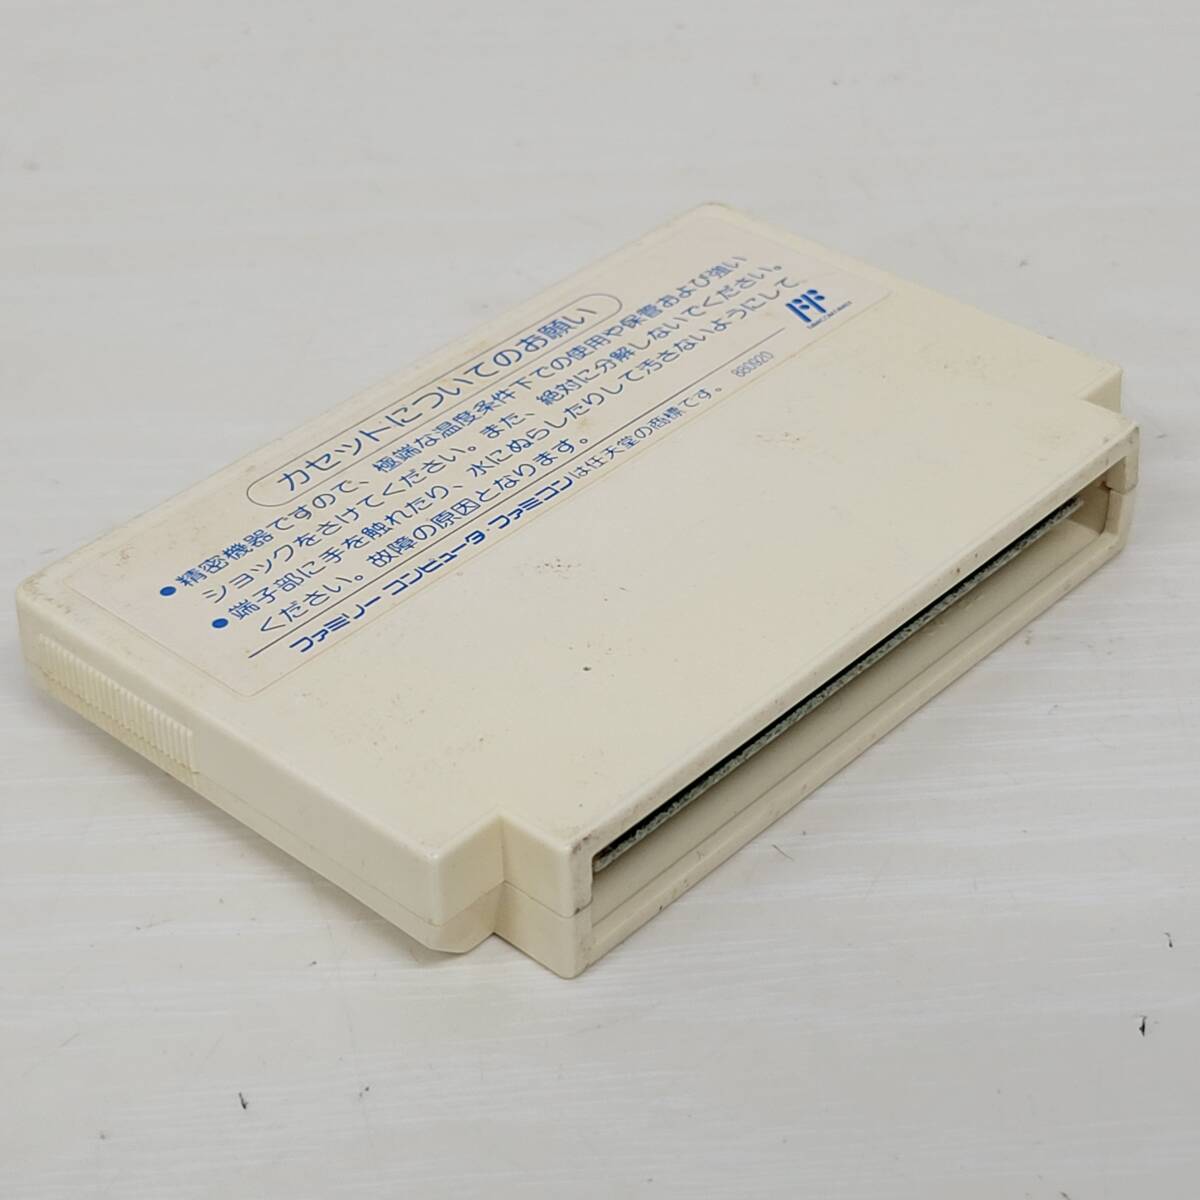 カセットについてのお願い
●精密機器ですので、極端な温度条件下での使用や保管および強い
ショックをさけてください。また、絶対に分解しないでください。
●端子部に手を触れたり、水にぬらしたりして汚さないようにして
ください。故障の原因となります。
ファミリーコンピュータ・ファミコンは任天堂の商標です。
880920
FF